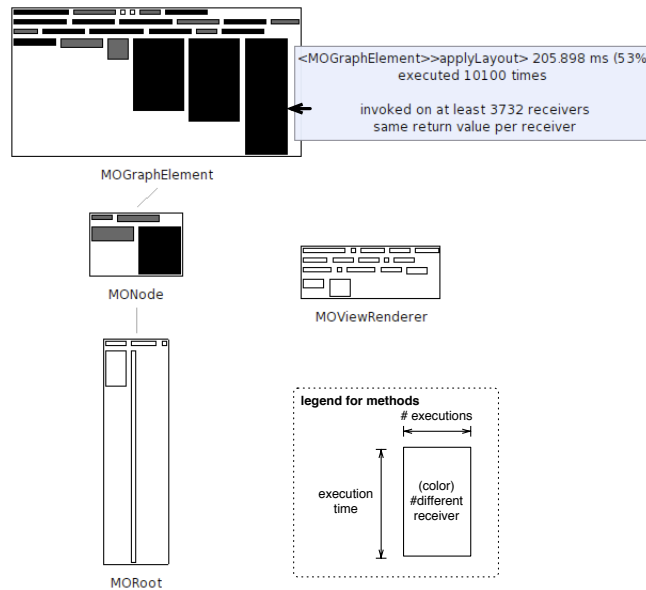 <MOGraphElement>>applyLayout> 205.898 ms (53%
executed 10100 times
invoked on at least 3732 receivers
same return value per receiver
MOGraphElement
MONode
MOViewRenderer
legend for methods
# executions
execution
time
(color)
#different
receiver
MORoot